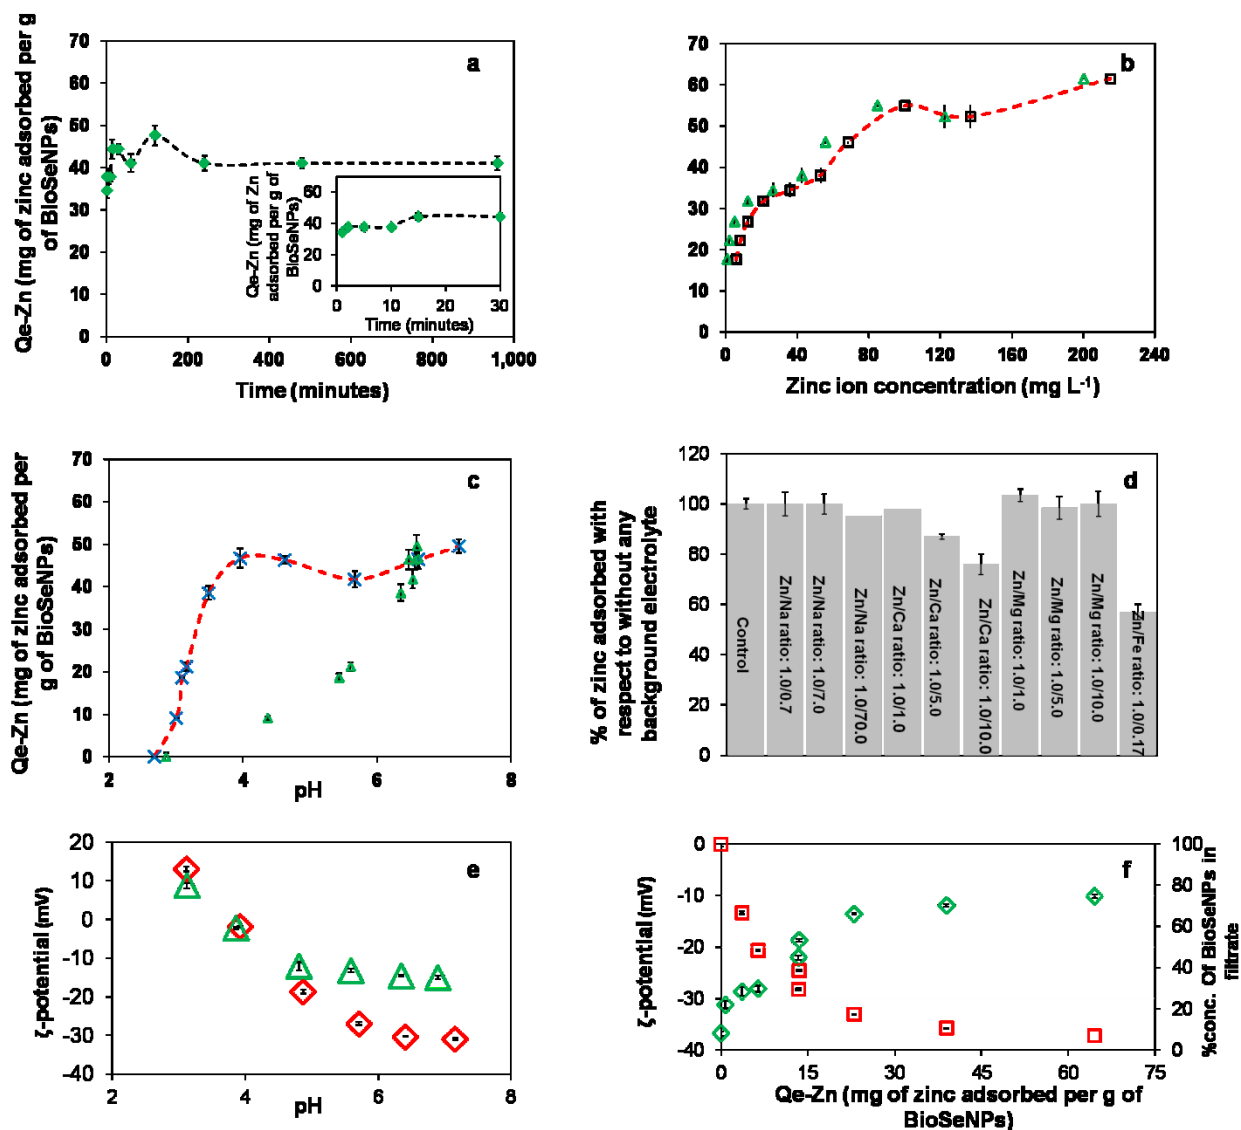 70
60
50
40
30
20
10
0
Qe-Zn (mg of zinc adsorbed per g
of BioSeNPs)
a
0
200
400
600
800
1,000
Time (minutes)
60
40
20
0
Qe-Zn (mg of Zn
adsorbed per g of
BioSeNPs)
0
10
20
30
Time (minutes)
70
60
50
40
30
20
10
0
b
0
40
80
120
160
200
240
Zinc ion concentration (mg L⁻¹)
70
60
50
40
30
20
10
0
Qe-Zn (mg of zinc adsorbed per
g of BioSeNPs)
c
2
4
6
8
pH
120
100
80
60
40
20
0
% of zinc adsorbed with
respect to without any
background electrolyte
d
Control
Zn/Na ratio: 1.0/0.7
Zn/Na ratio: 1.0/7.0
Zn/Na ratio: 1.0/70.0
Zn/Ca ratio: 1.0/1.0
Zn/Ca ratio: 1.0/5.0
Zn/Ca ratio: 1.0/10.0
Zn/Mg ratio: 1.0/1.0
Zn/Mg ratio: 1.0/5.0
Zn/Mg ratio: 1.0/10.0
Zn/Fe ratio: 1.0/0.17
20
10
0
-10
-20
-30
-40
ζ-potential (mV)
e
2
4
6
8
pH
0
-10
-20
-30
-40
ζ-potential (mV)
f
100
80
60
40
20
0
%conc. Of BioSeNPs in
filtrate
0
15
30
45
60
75
Qe-Zn (mg of zinc adsorbed per g of
BioSeNPs)